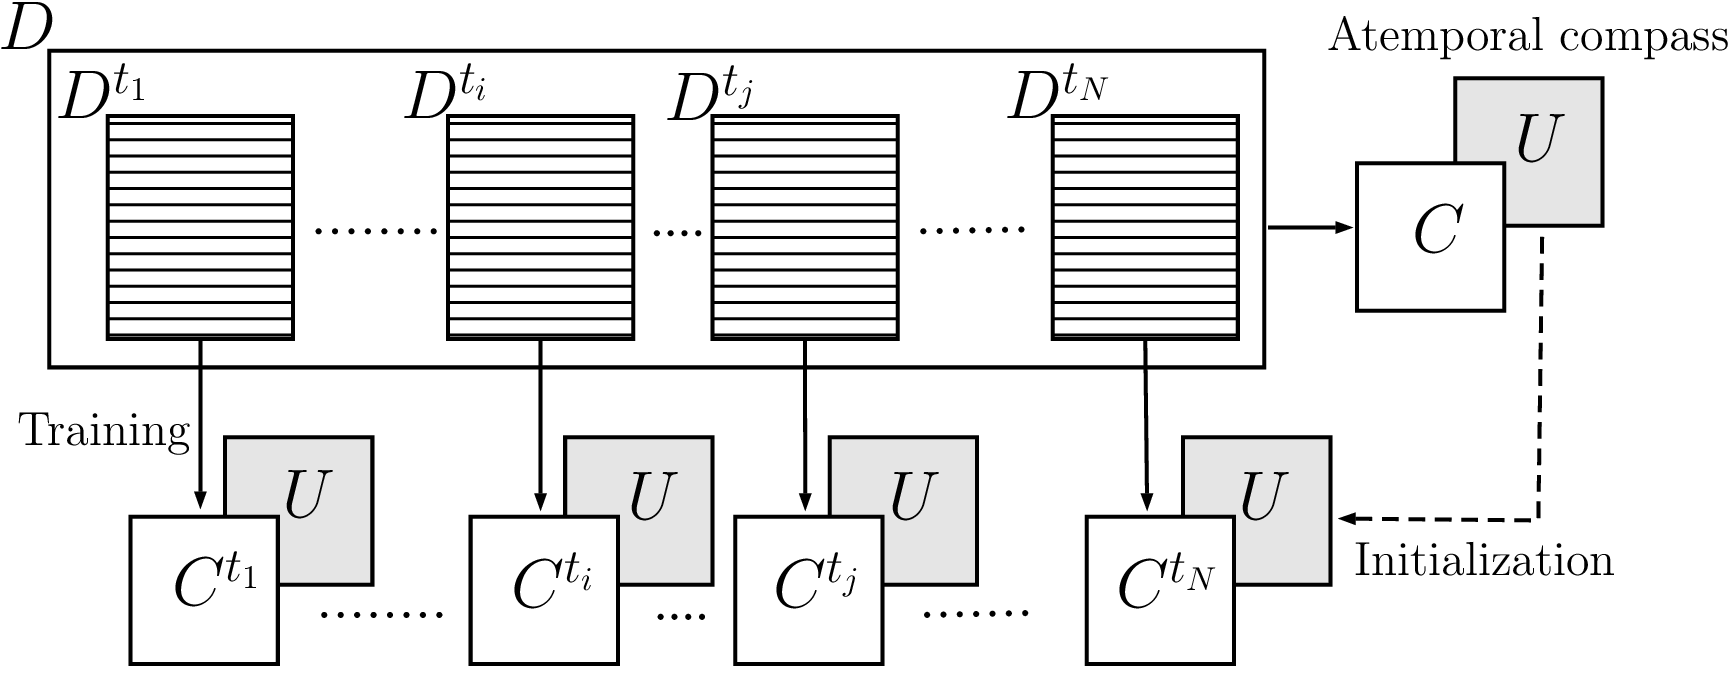 D
Atemporal compass
D^{t_1} D^{t_i} D^{t_j} D^{t_N}
U
C
Training
U U U U
C^{t_1} C^{t_i} C^{t_j} C^{t_N}
Initialization